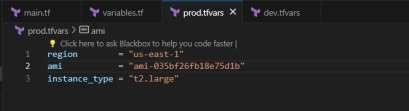 main.tf variables.tf prod.tfvars dev.tfvars
prod.tfvars > ami
Click here to ask Blackbox to help you code faster |
1 region = "us-east-1"
2 ami = "ami-035bf26fb18e75d1b"
3 instance_type = "t2.large"